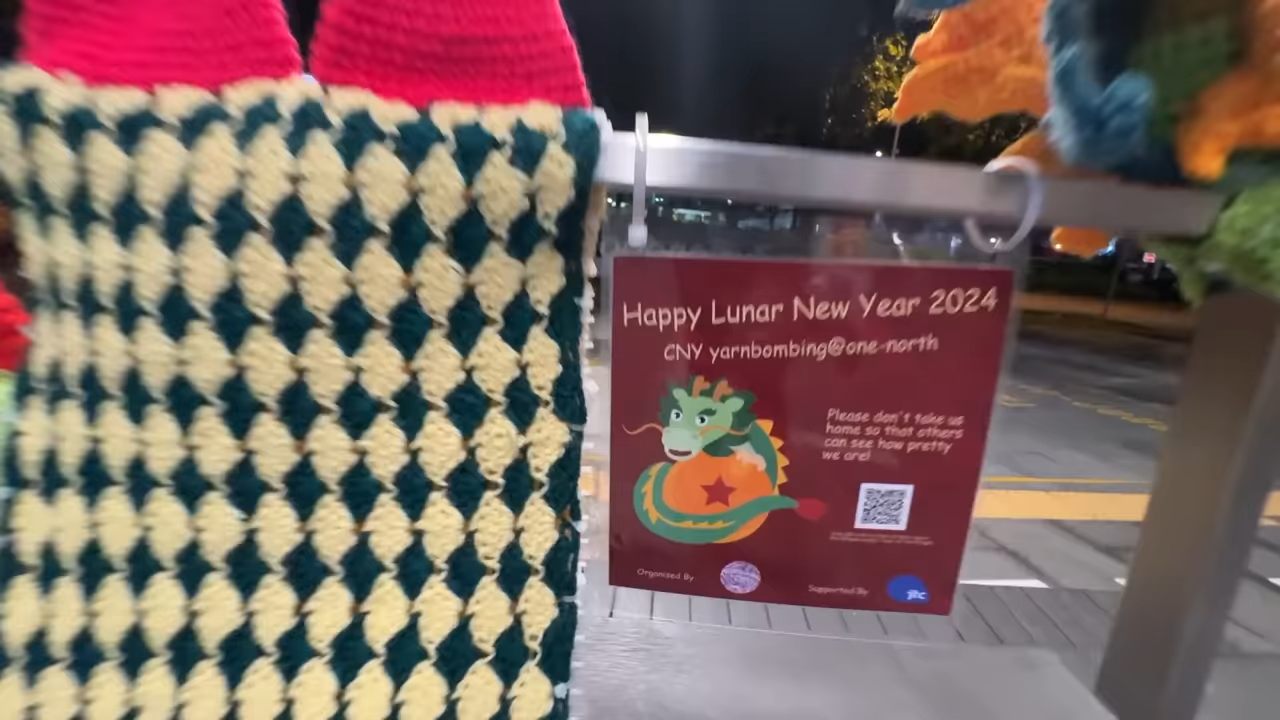 Happy Lunar New Year 2024
CNY yarnbombing@one-north
Please don't take us
home so that others
can see how pretty
we are!
Organized By
Supported By
jtc